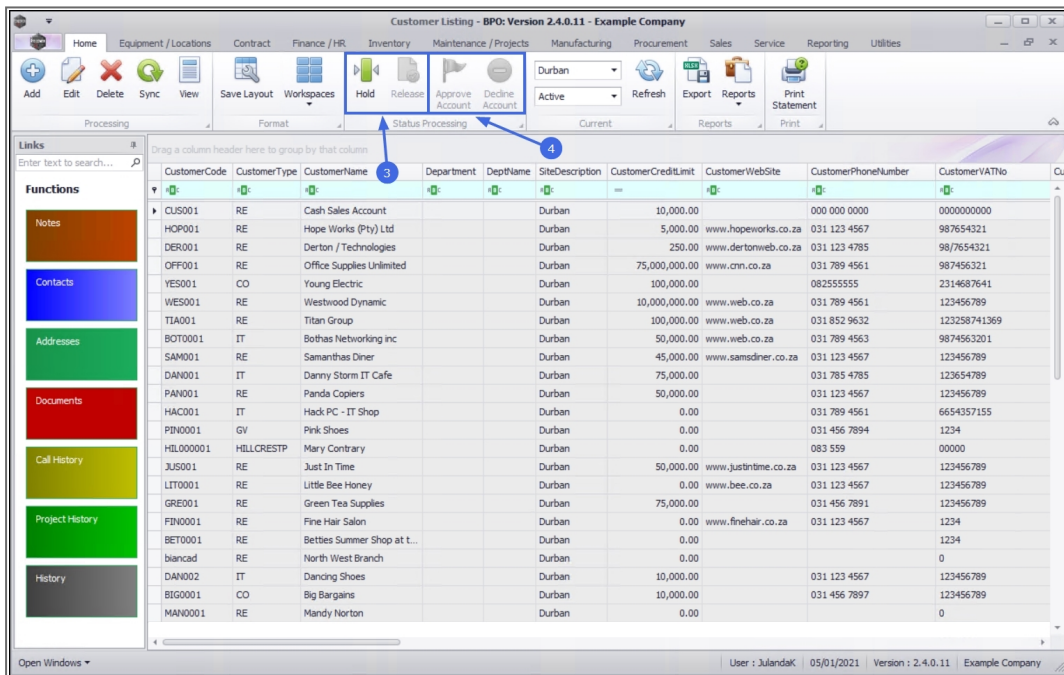 Customer Listing - BPO: Version 2.4.0.11 - Example Company
Home Equipment / Locations Contract Finance / HR Inventory Maintenance / Projects Manufacturing Procurement Sales Service Reporting Utilities
Add Edit Delete Sync View Save Layout Workspaces Hold Release Approve Account Decline Account Durban Active Refresh Export Reports Print Statement
Processing Format Status Processing Current Reports Print
3 4
Links
Enter text to search...
Functions
Notes
Contacts
Addresses
Documents
Call History
Project History
History
Drag a column header here to group by that column
CustomerCode CustomerType CustomerName Department DeptName SiteDescription CustomerCreditLimit CustomerWebSite CustomerPhoneNumber CustomerVATNo Cu
CUS001 RE Cash Sales Account Durban 10,000.00 000 000 0000 0000000000
HOP001 RE Hope Works (Pty) Ltd Durban 5,000.00 www.hopeworks.co.za 031 123 4567 987654321
DER001 RE Derton / Technologies Durban 250.00 www.dertonweb.co.za 031 123 4785 98/7654321
OFF001 RE Office Supplies Unlimited Durban 75,000,000.00 www.cnn.co.za 031 789 4561 987456321
YES001 CO Young Electric Durban 100,000.00 082555555 2314687641
WES001 RE Westwood Dynamic Durban 10,000,000.00 www.web.co.za 031 789 4561 123456789
TIA001 RE Titan Group Durban 100,000.00 www.web.co.za 031 852 9632 123258741369
BOT0001 IT Bothas Networking inc Durban 50,000.00 www.web.co.za 031 789 4563 9874563201
SAM001 RE Samanthas Diner Durban 45,000.00 www.samsdiner.co.za 031 123 4567 123456789
DAN001 IT Danny Storm IT Cafe Durban 75,000.00 031 785 4785 123654789
PAN001 RE Panda Copiers Durban 50,000.00 031 123 4567 123456789
HAC001 IT Hack PC - IT Shop Durban 0.00 031 789 4561 6654357155
PIN0001 GV Pink Shoes Durban 0.00 031 456 7894 1234
HIL000001 HILLCRESTP Mary Contrary Durban 0.00 083 559 00000
JUS001 RE Just In Time Durban 50,000.00 www.justintime.co.za 031 123 4567 123456789
LIT0001 RE Little Bee Honey Durban 0.00 www.bee.co.za 031 123 4567 123456789
GRE001 RE Green Tea Supplies Durban 75,000.00 031 456 7891 123456789
FIN0001 RE Fine Hair Salon Durban 0.00 www.finehair.co.za 031 123 4567 1234
BET0001 RE Betties Summer Shop at t... Durban 0.00 1234
biancad RE North West Branch Durban 0.00 0
DAN002 IT Dancing Shoes Durban 10,000.00 031 123 4567 123456789
BIG0001 CO Big Bargains Durban 10,000.00 031 456 7897 123456789
MAN0001 RE Mandy Norton Durban 0.00 0
Open Windows User : JulandaK 05/01/2021 Version : 2.4.0.11 Example Company